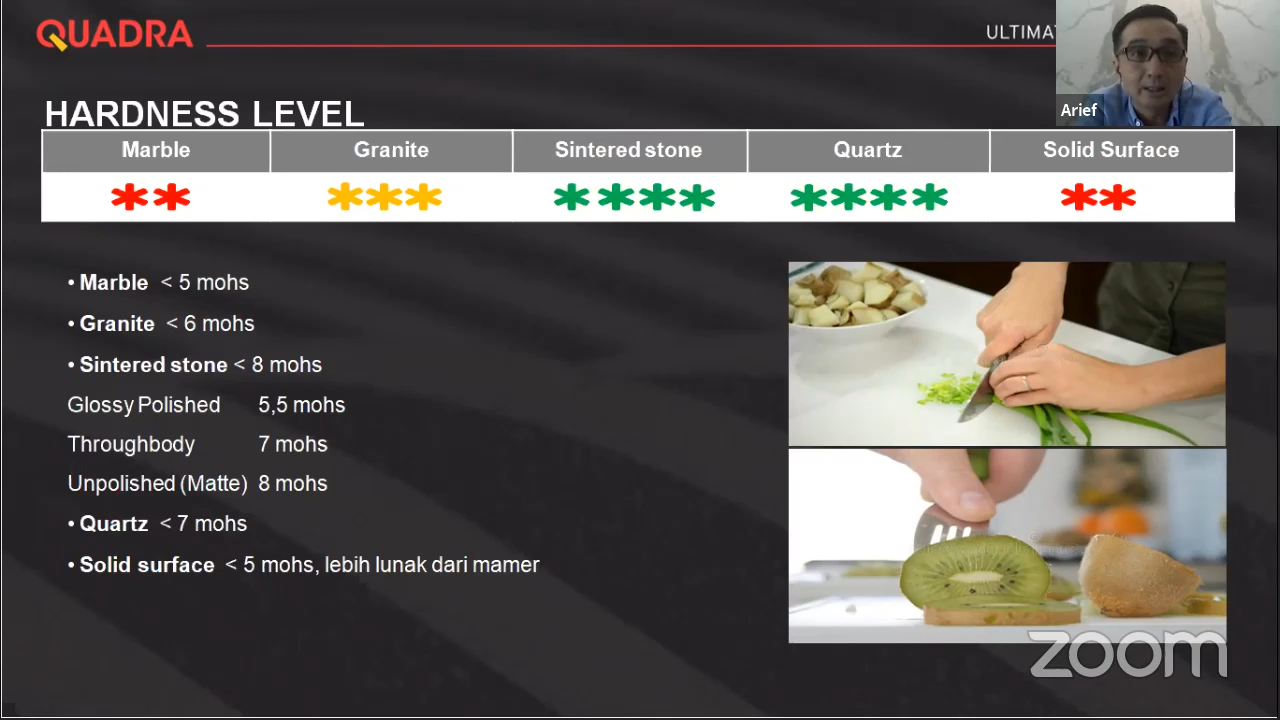 QUADRA
HARDNESS LEVEL
Marble Granite Sintered stone Quartz Solid Surface
** *** **** **** **
• Marble < 5 mohs
• Granite < 6 mohs
• Sintered stone < 8 mohs
Glossy Polished 5,5 mohs
Throughbody 7 mohs
Unpolished (Matte) 8 mohs
• Quartz < 7 mohs
• Solid surface < 5 mohs, lebih lunak dari mamer
Arief
zoom